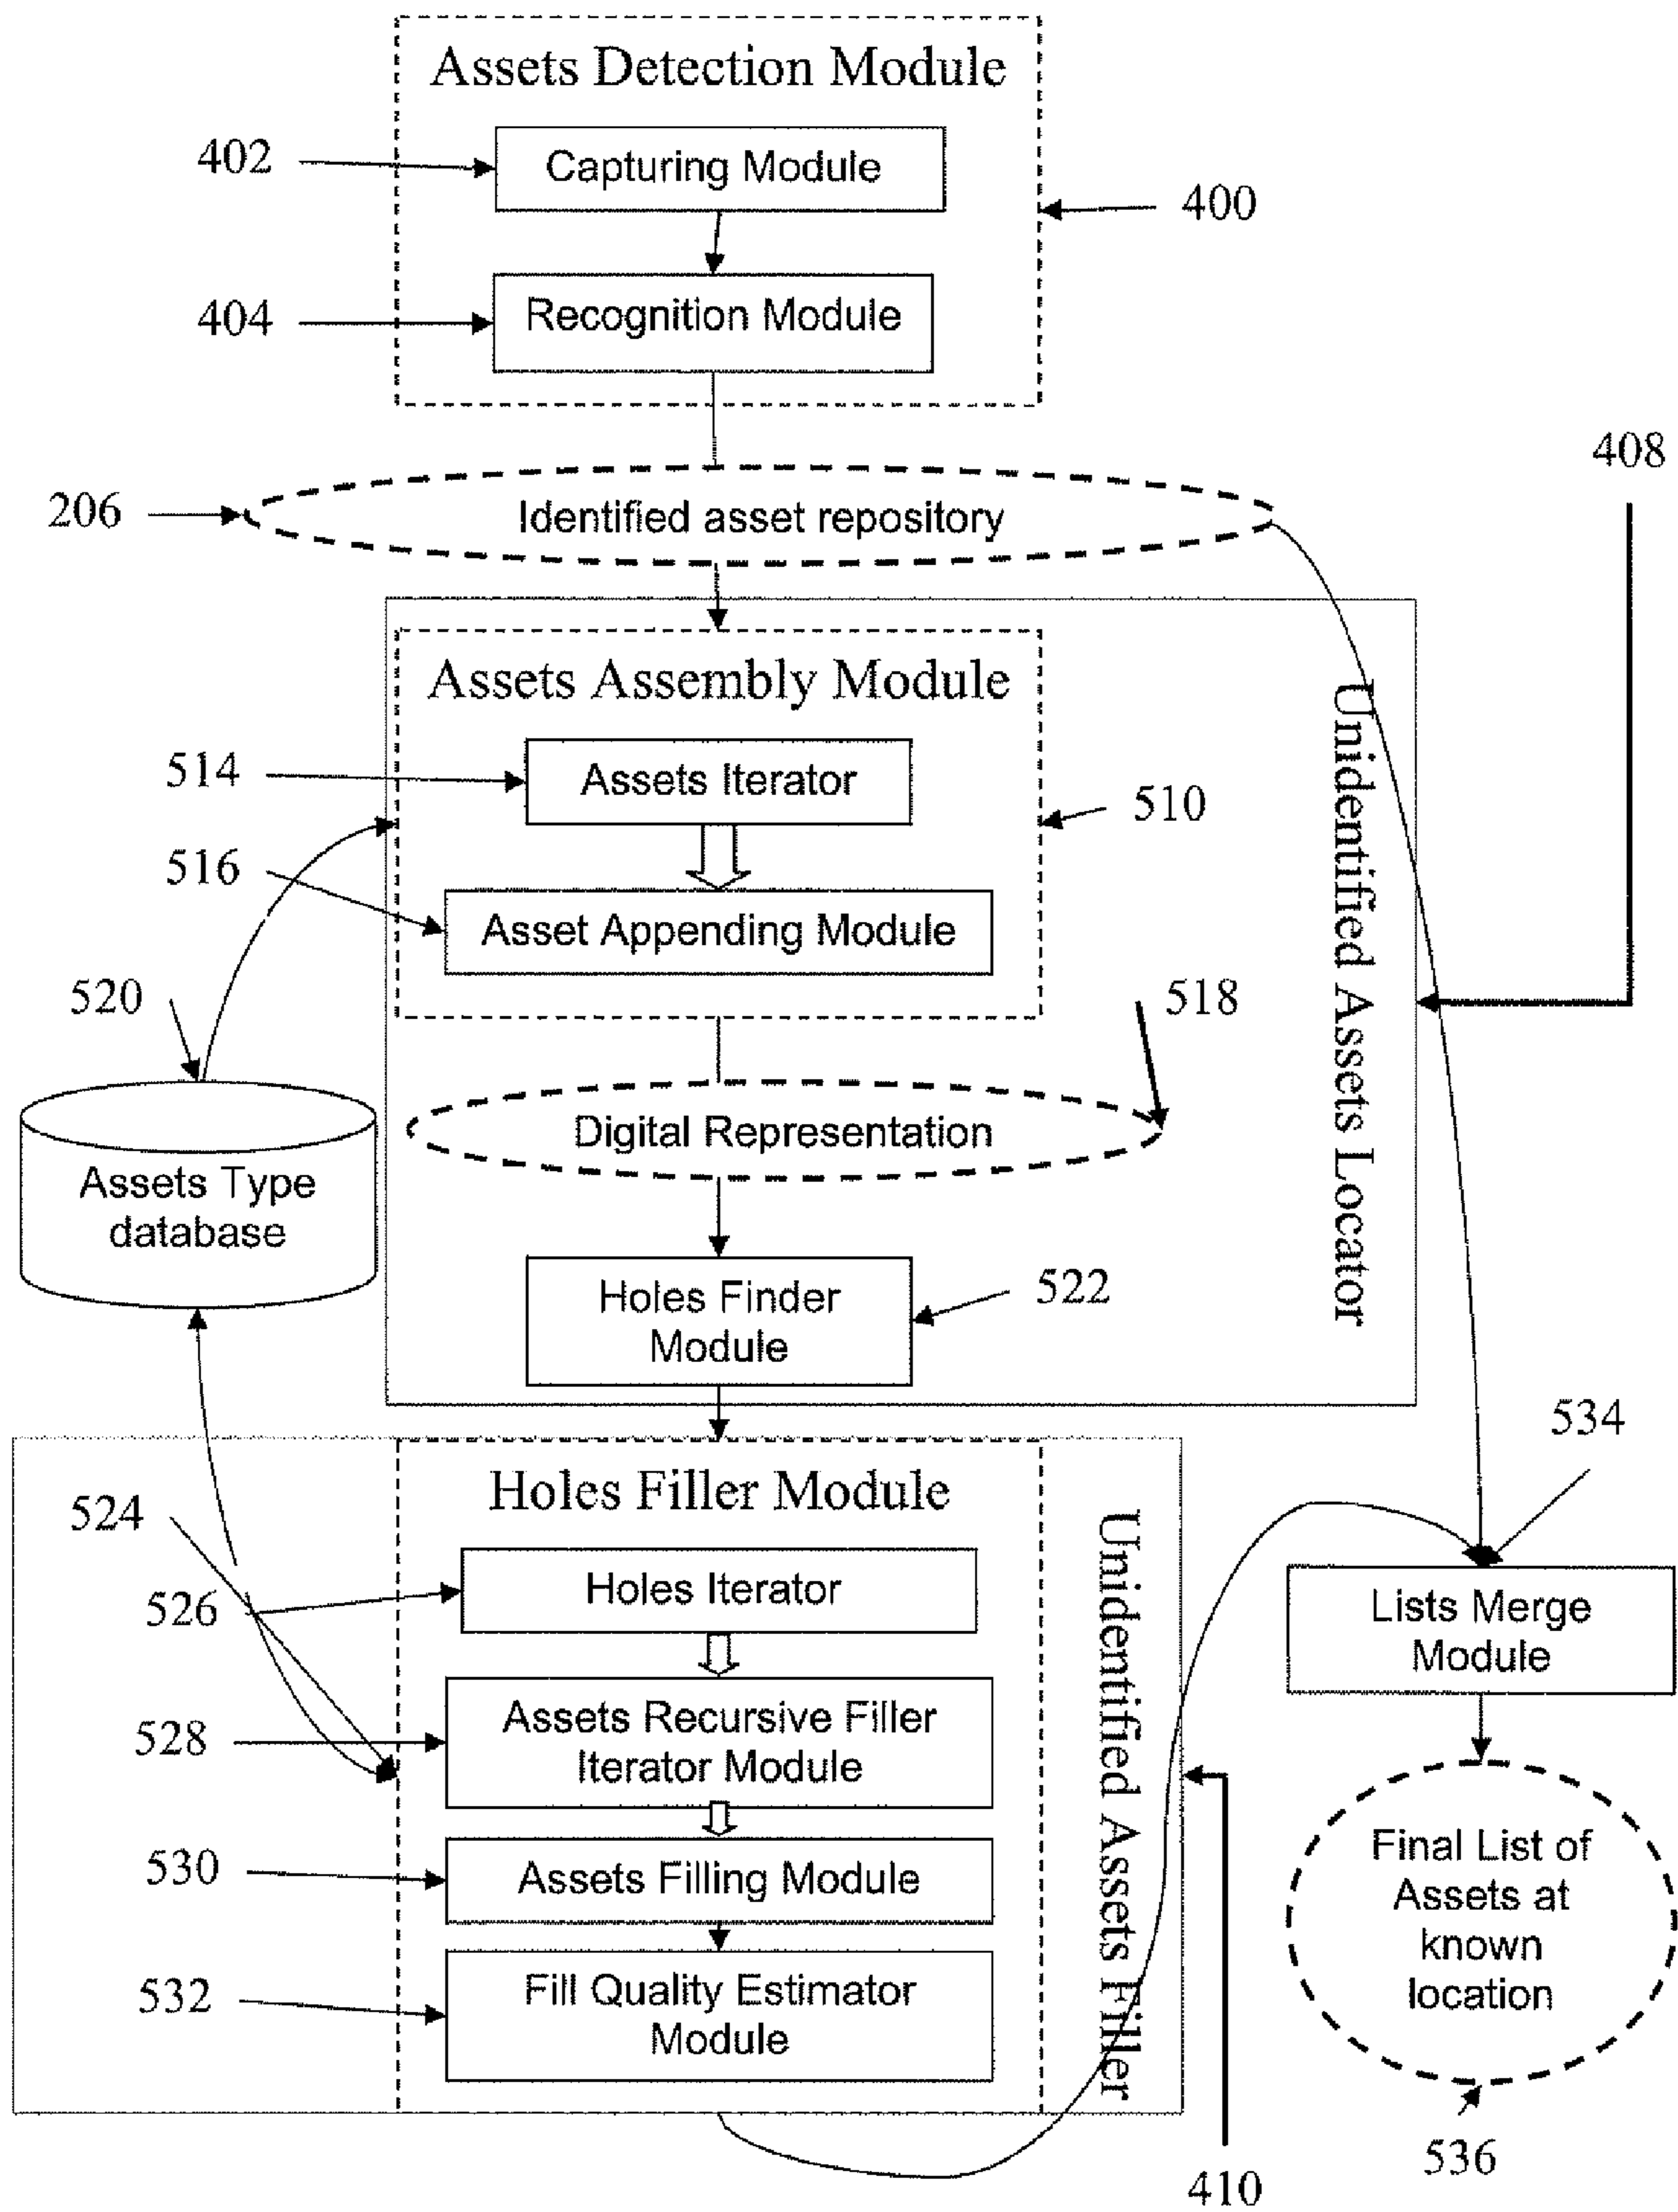 Assets Detection Module
402
Capturing Module
400
404
Recognition Module
408
206
Identified asset repository
Assets Assembly Module
Unidentified Assets Locator
514
Assets Iterator
510
516
Asset Appending Module
520
518
Digital Representation
Assets Type
database
Holes Finder
Module
522
534
Holes Filler Module
Unidentified Assets Filler
524
526
Holes Iterator
Lists Merge
Module
528
Assets Recursive Filler
Iterator Module
530
Assets Filling Module
Final List of
Assets at
known
location
532
Fill Quality Estimator
Module
536
410